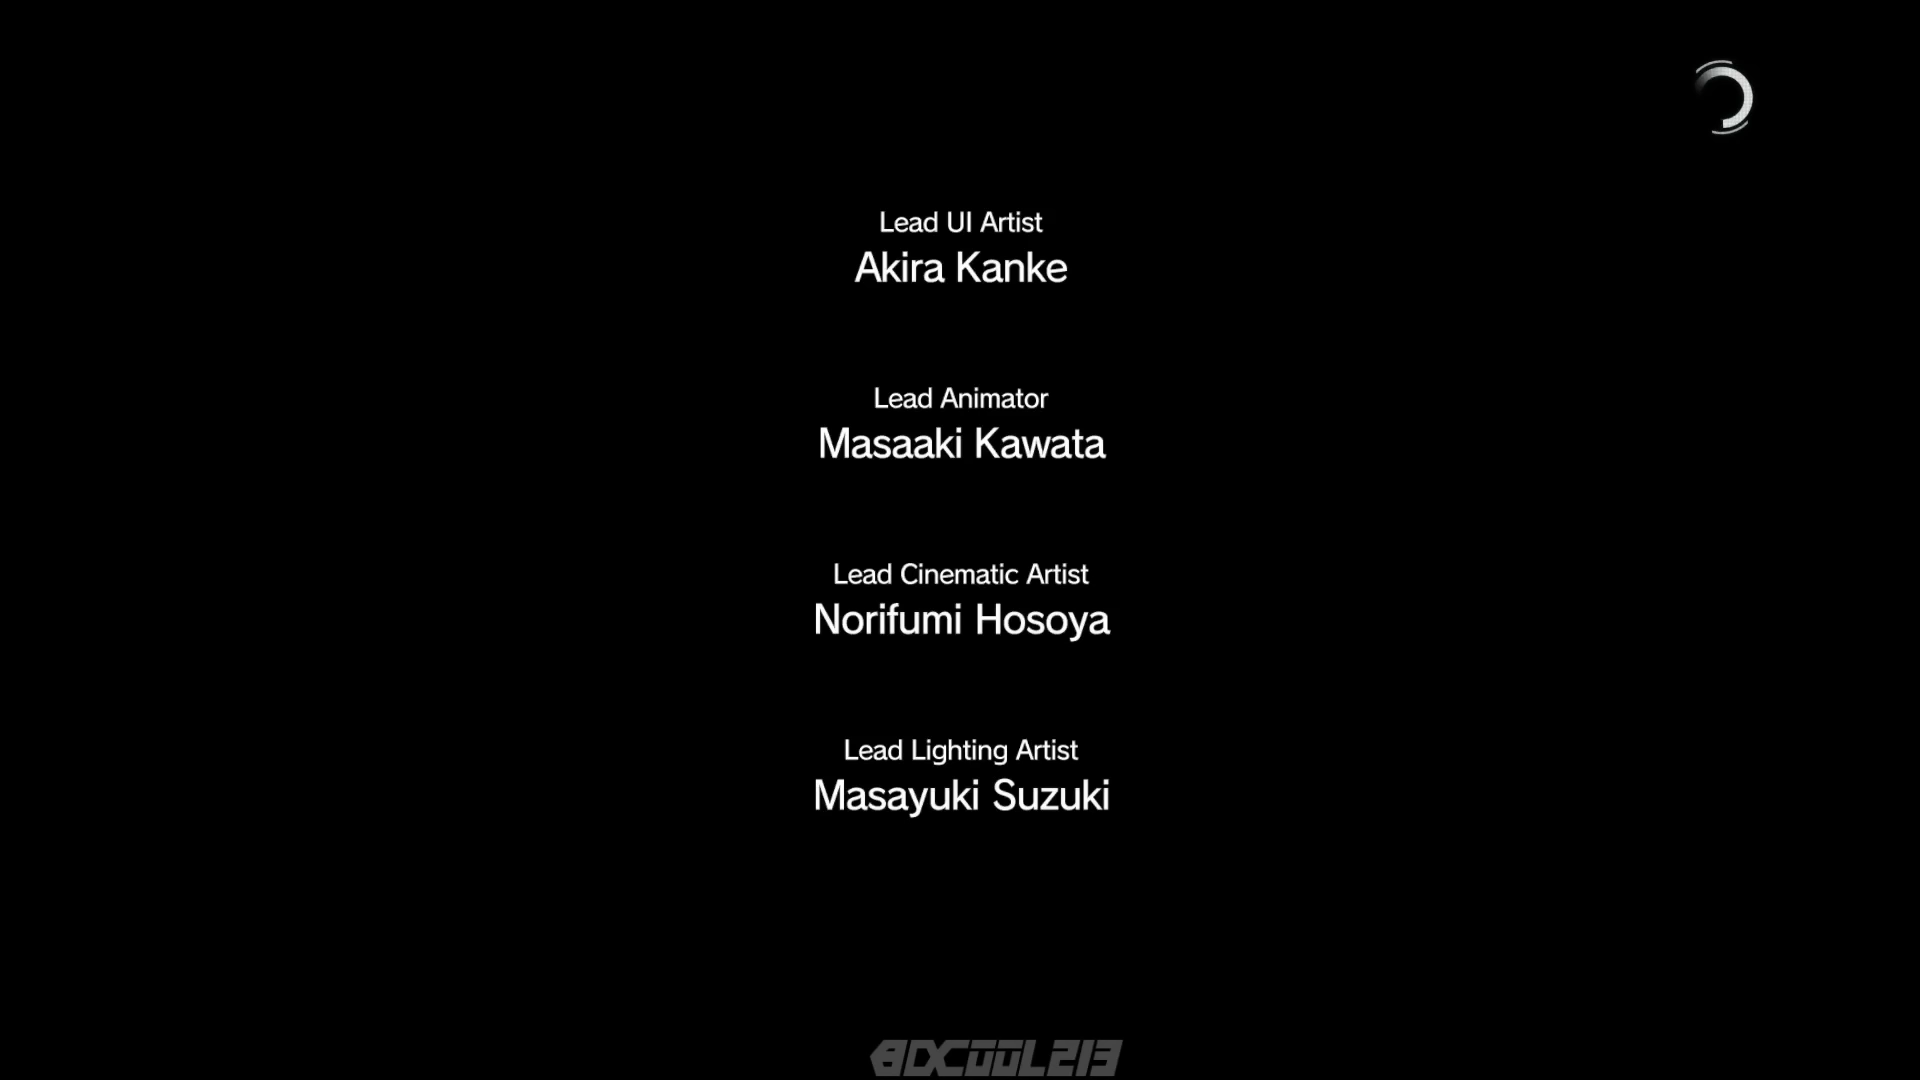 Lead UI Artist
Akira Kanke
Lead Animator
Masaaki Kawata
Lead Cinematic Artist
Norifumi Hosoya
Lead Lighting Artist
Masayuki Suzuki